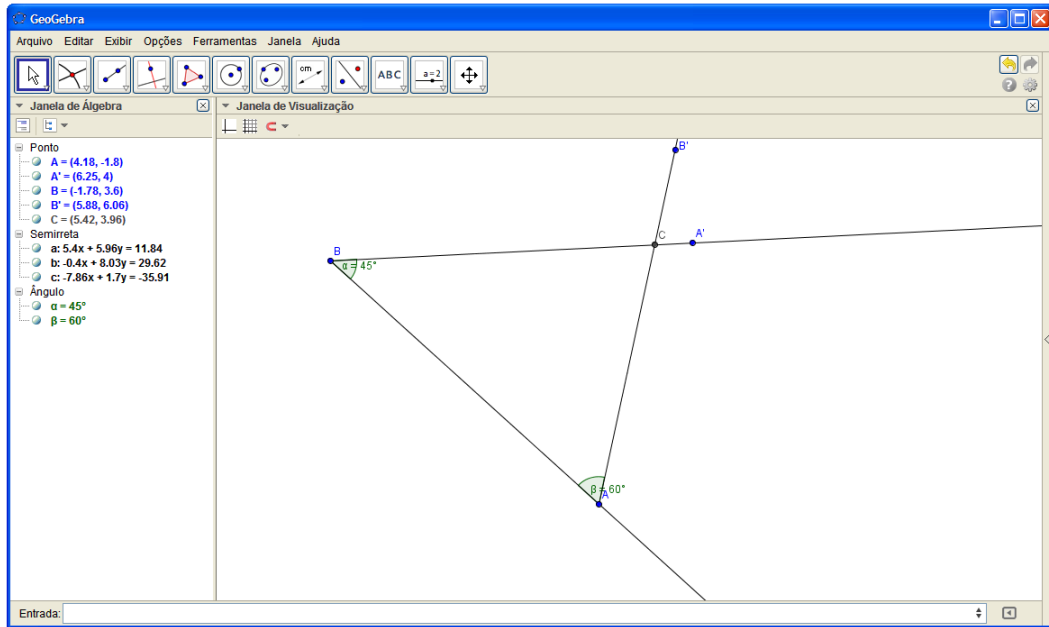 GeoGebra
Arquivo Editar Exibir Opções Ferramentas Janela Ajuda
ABC
a=2
Janela de Álgebra
Ponto
A = (4.18, -1.8)
A' = (6.25, 4)
B = (-1.78, 3.6)
B' = (5.88, 6.06)
C = (5.42, 3.96)
Semirreta
a: 5.4x + 5.96y = 11.84
b: -0.4x + 8.03y = 29.62
c: -7.86x + 1.7y = -35.91
Ângulo
α = 45°
β = 60°
Janela de Visualização
B'
C
A'
B
α = 45°
β = 60°
A
Entrada: